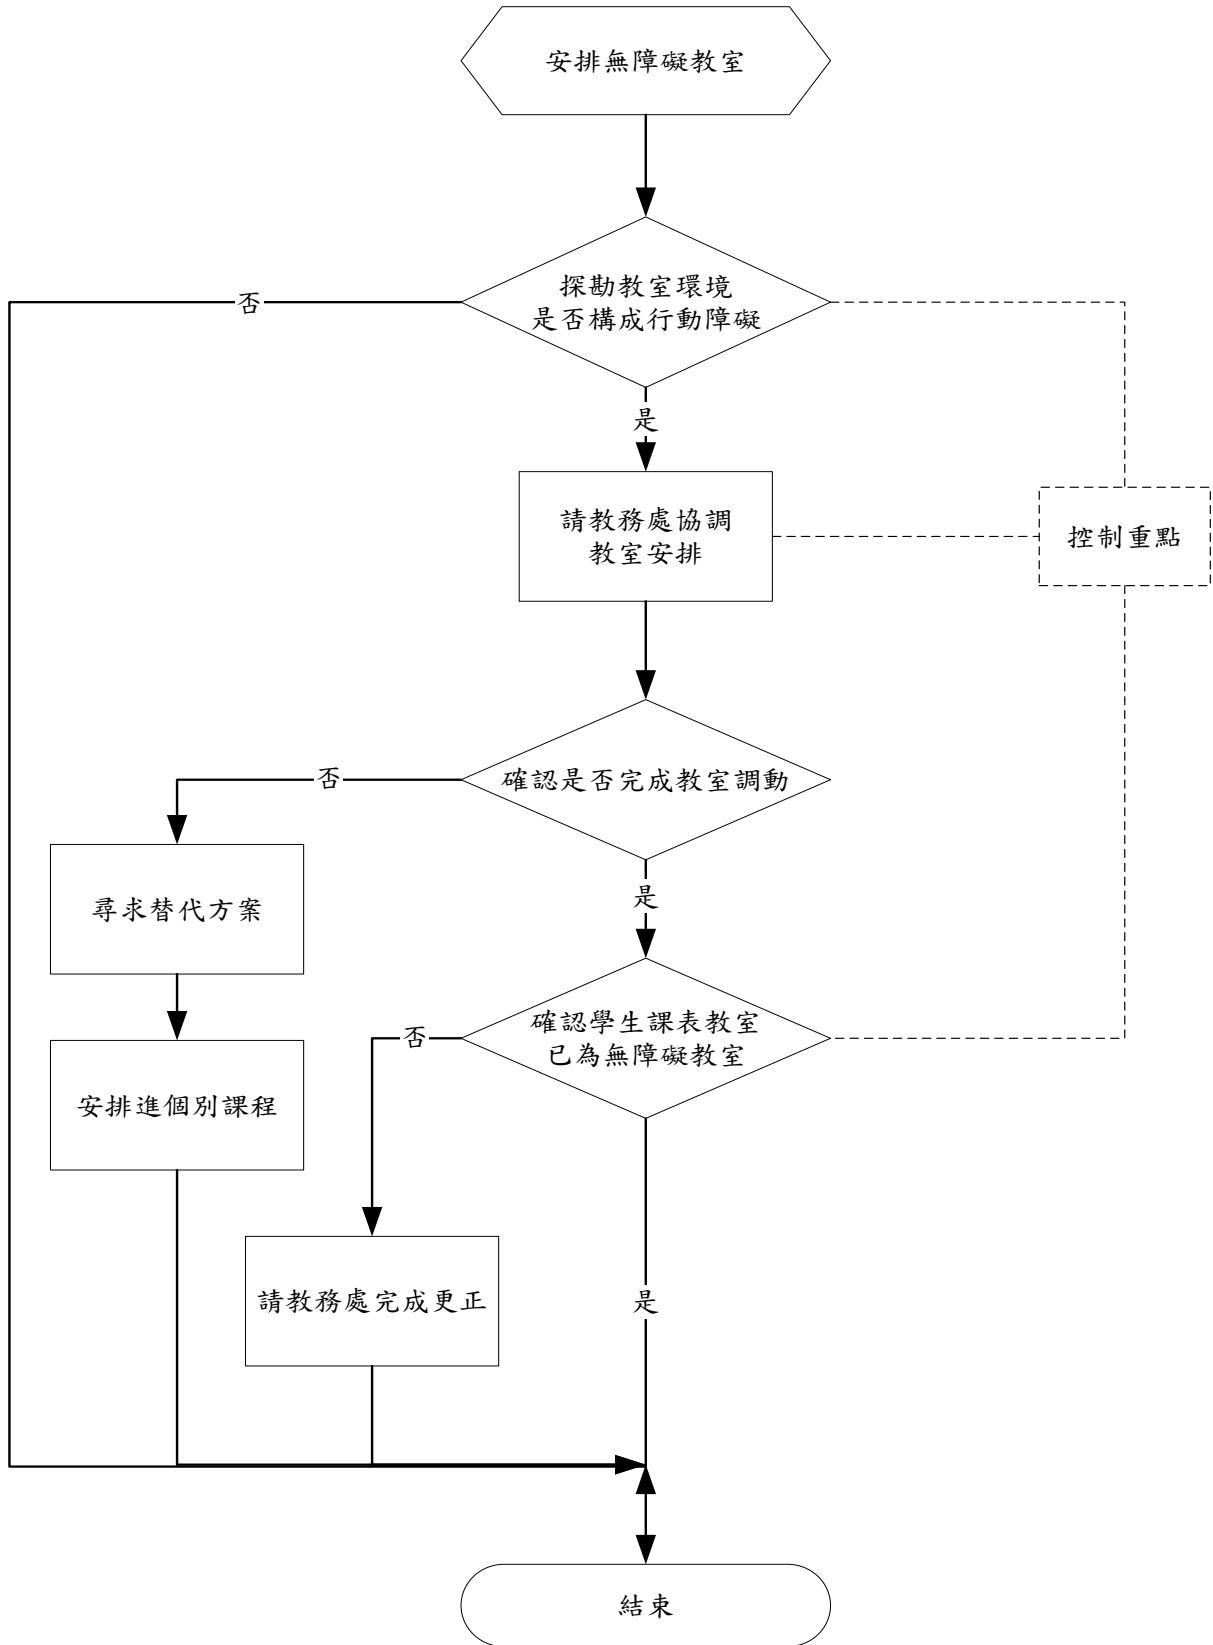 安排無障礙教室
探勘教室環境
是否構成行動障礙
否
是
請教務處協調
教室安排
控制重點
確認是否完成教室調動
否
是
尋求替代方案
確認學生課表教室
已為無障礙教室
否
安排進個別課程
請教務處完成更正
是
結束